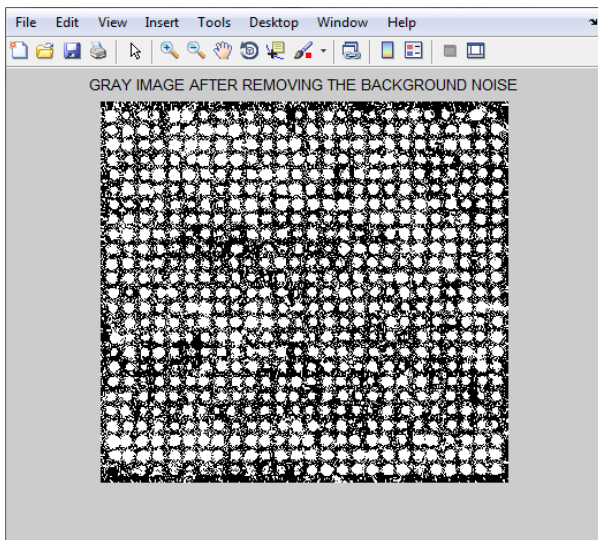 File Edit View Insert Tools Desktop Window Help
GRAY IMAGE AFTER REMOVING THE BACKGROUND NOISE